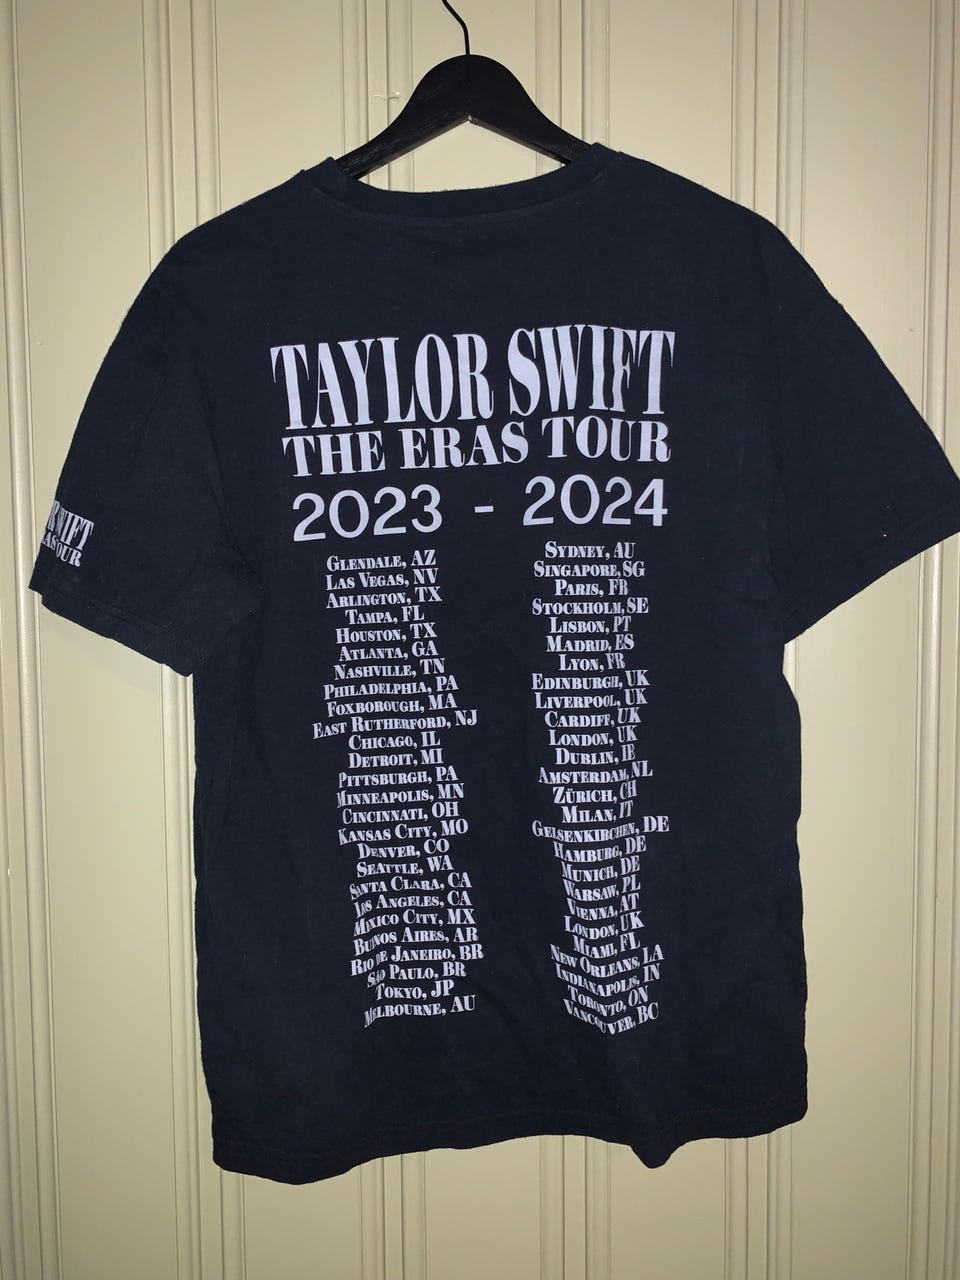 TAYLOR SWIFT
THE ERAS TOUR
2023 - 2024
GLENDALE, AZ
LAS VEGAS, NV
ARLINGTON, TX
TAMPA, FL
HOUSTON, TX
ATLANTA, GA
NASHVILLE, TN
PHILADELPHIA, PA
FOXBOROUGH, MA
EAST RUTHERFORD, NJ
CHICAGO, IL
DETROIT, MI
PITTSBURGH, PA
MINNEAPOLIS, MN
CINCINNATI, OH
KANSAS CITY, MO
DENVER, CO
SEATTLE, WA
SANTA CLARA, CA
LOS ANGELES, CA
MEXICO CITY, MX
BUENOS AIRES, AR
RIO DE JANEIRO, BR
SÃO PAULO, BR
TOKYO, JP
MELBOURNE, AU
SYDNEY, AU
SINGAPORE, SG
PARIS, FR
STOCKHOLM, SE
LISBON, PT
MADRID, ES
LYON, FR
EDINBURGH, UK
LIVERPOOL, UK
CARDIFF, UK
LONDON, UK
DUBLIN, IE
AMSTERDAM, NL
ZÜRICH, CH
MILAN, IT
GELSENKIRCHEN, DE
HAMBURG, DE
MUNICH, DE
WARSAW, PL
VIENNA, AT
LONDON, UK
MIAMI, FL
NEW ORLEANS, LA
INDIANAPOLIS, IN
TORONTO, ON
VANCOUVER, BC